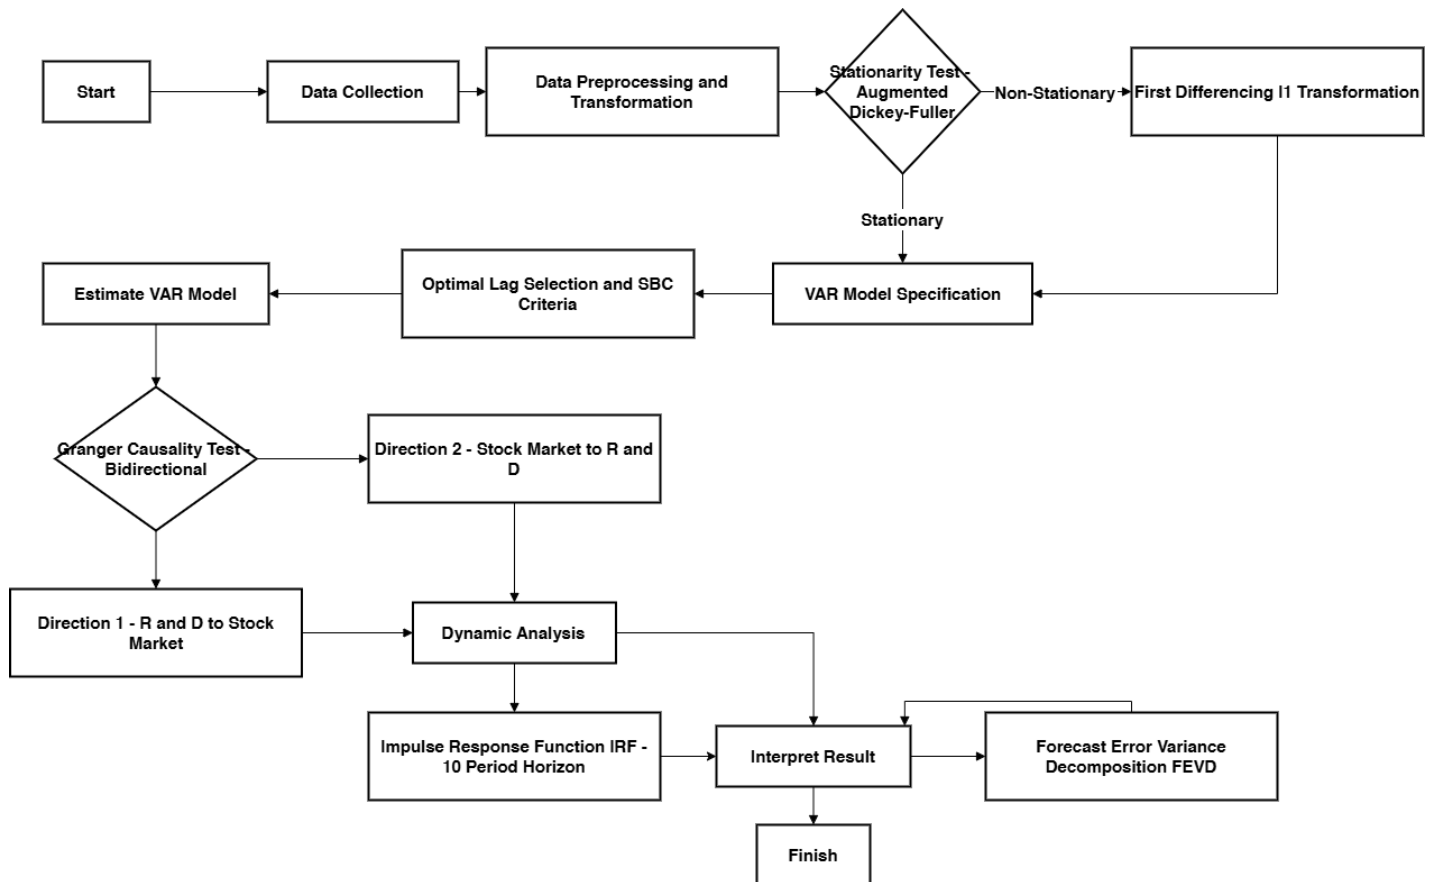 Start
Data Collection
Data Preprocessing and
Transformation
Stationarity Test -
Augmented
Dickey-Fuller
Non-Stationary
First Differencing I1 Transformation
Stationary
Estimate VAR Model
Optimal Lag Selection and SBC
Criteria
VAR Model Specification
Granger Causality Test -
Bidirectional
Direction 2 - Stock Market to R and
D
Direction 1 - R and D to Stock
Market
Dynamic Analysis
Impulse Response Function IRF -
10 Period Horizon
Interpret Result
Forecast Error Variance
Decomposition FEVD
Finish